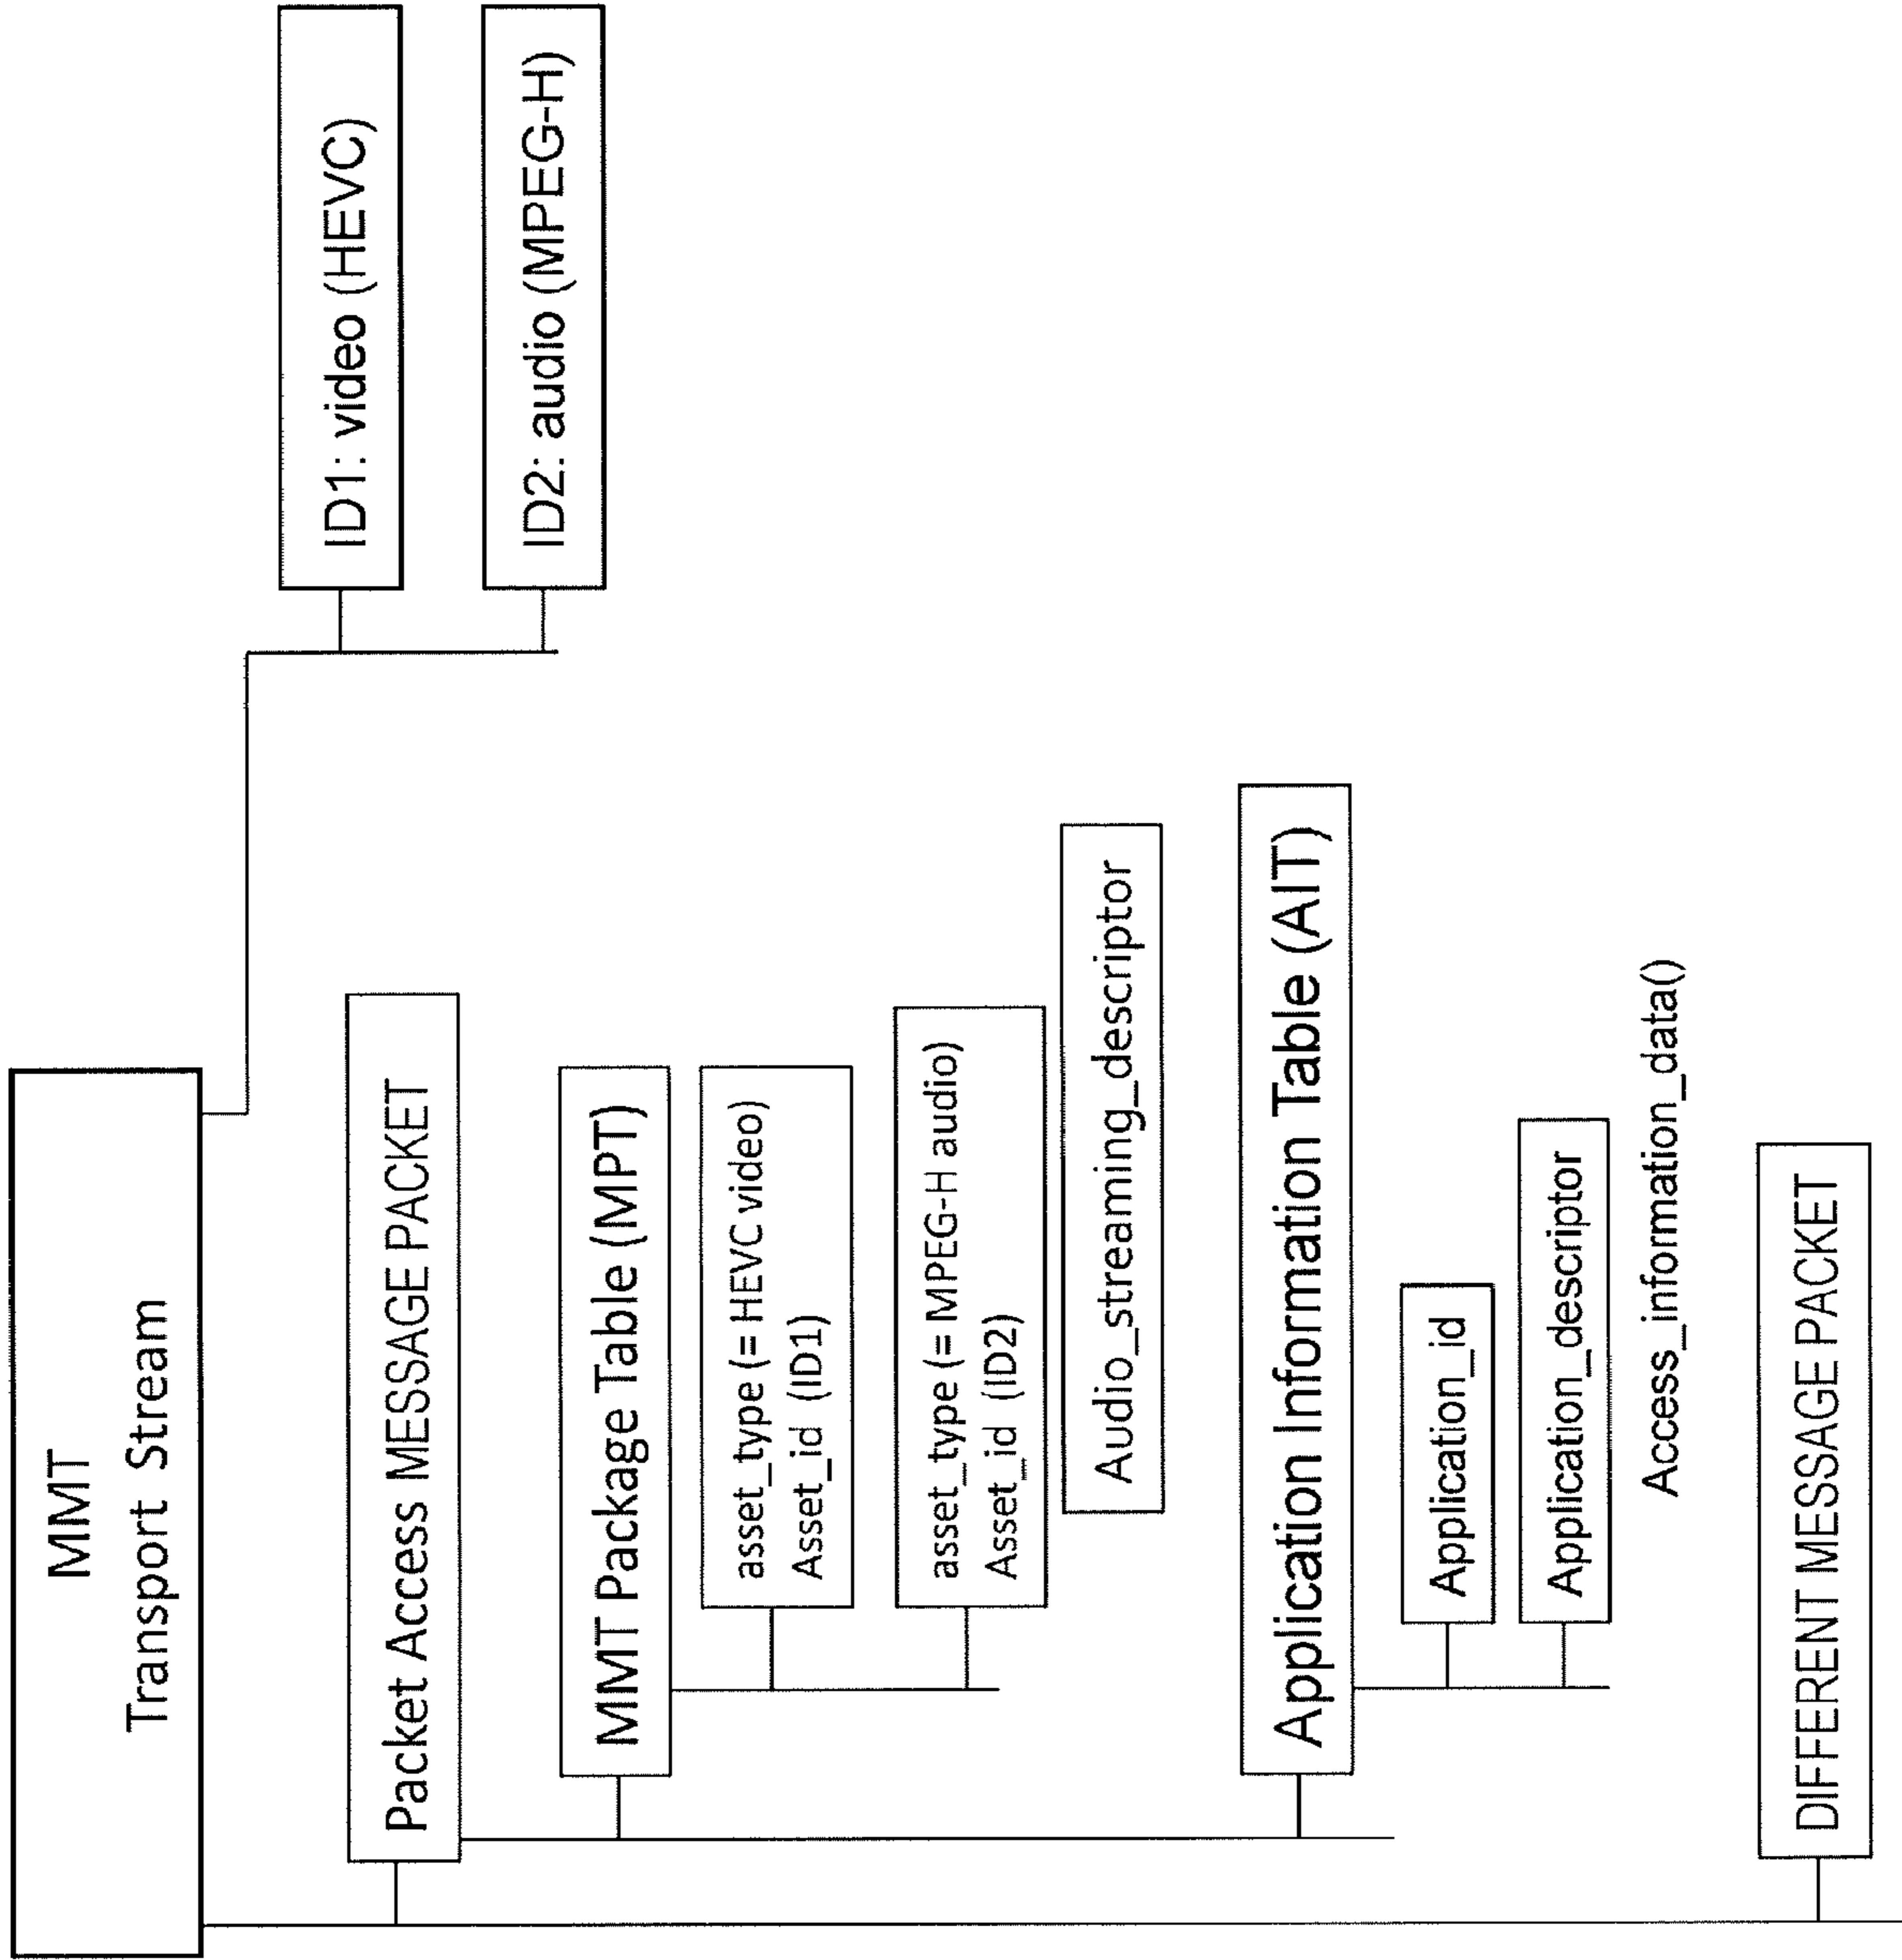 MMT
Transport Stream
ID1: video (HEVC)
ID2: audio (MPEG-H)
Packet Access MESSAGE PACKET
MMT Package Table (MPT)
asset_type (= HEVC video)
Asset_id (ID1)
asset_type (= MPEG-H audio)
Asset_id (ID2)
Audio_streaming_descriptor
Application Information Table (AIT)
Application_id
Application_descriptor
Access_information_data()
DIFFERENT MESSAGE PACKET